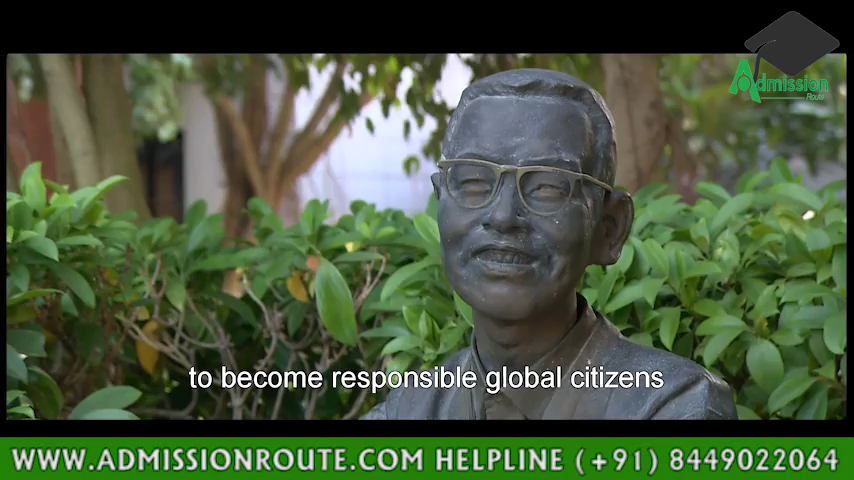 Admission
Route
to become responsible global citizens
WWW.ADMISSIONROUTE.COM HELPLINE (+91) 8449022064